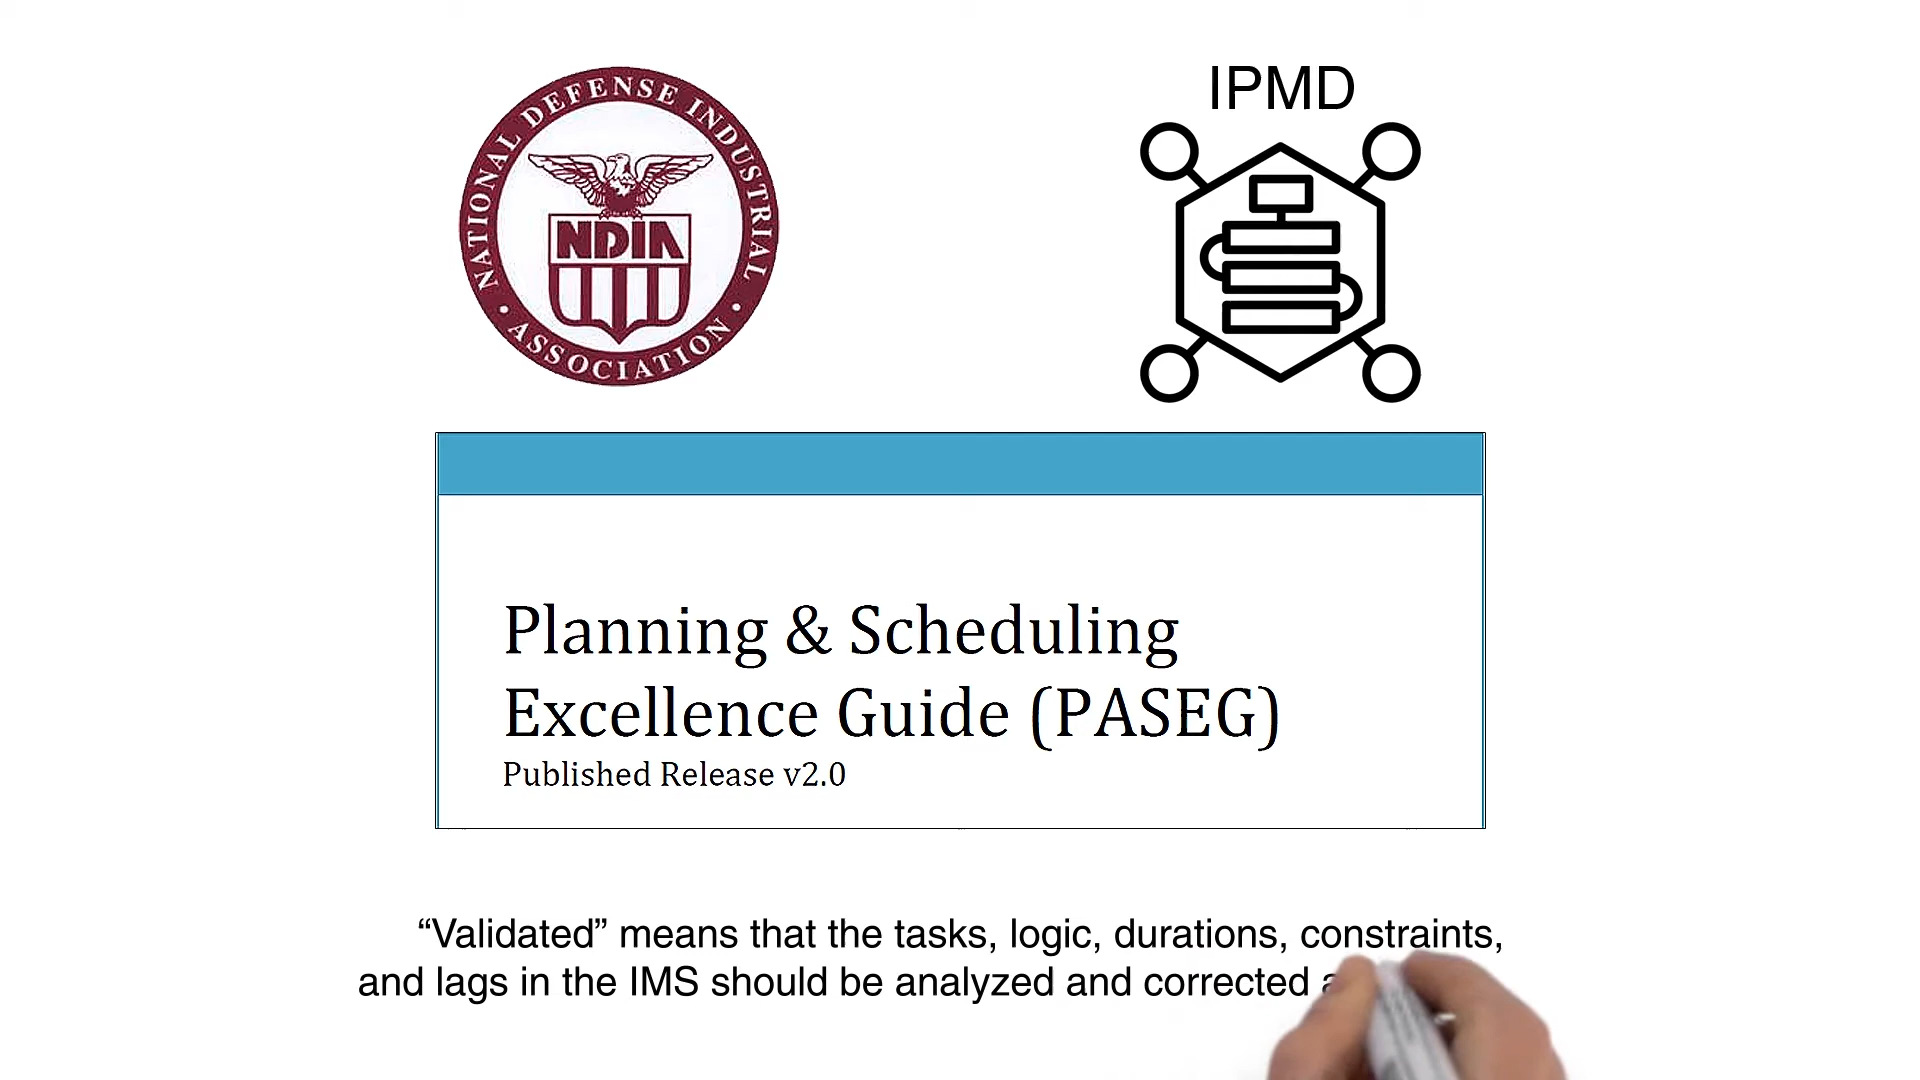 NATIONAL DEFENSE INDUSTRIAL
• ASSOCIATION •
NDIA
IPMD
Planning & Scheduling
Excellence Guide (PASEG)
Published Release v2.0
“Validated” means that the tasks, logic, durations, constraints,
and lags in the IMS should be analyzed and corrected